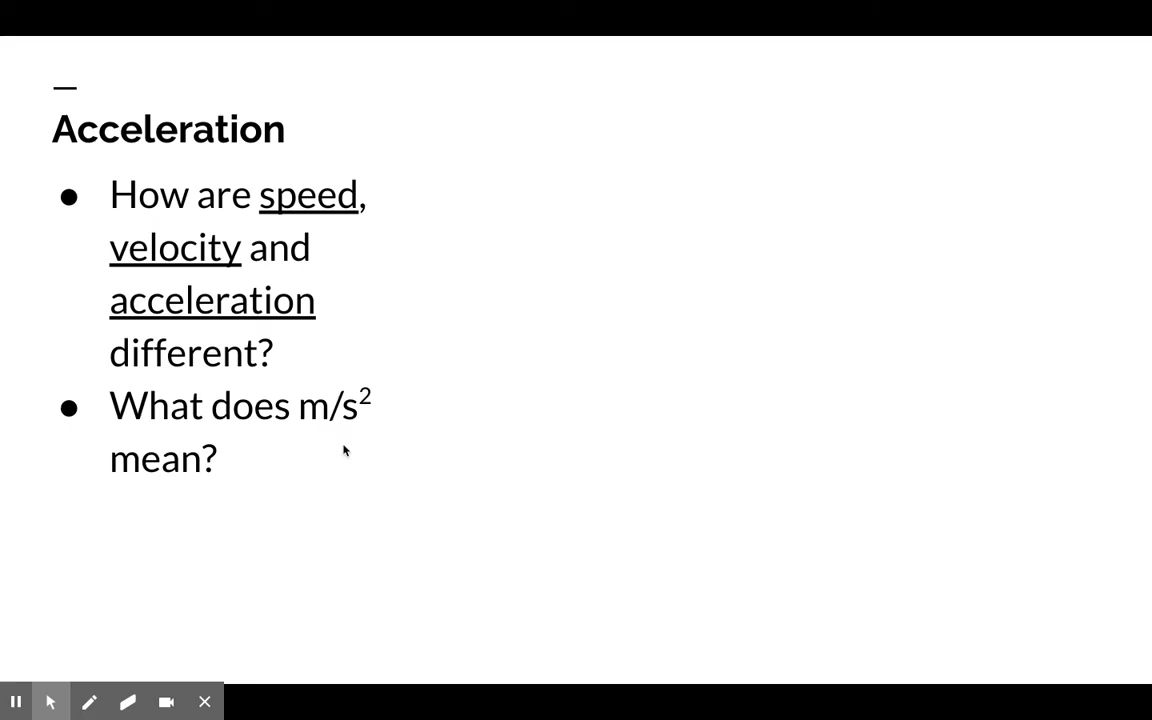 Acceleration
● How are speed,
velocity and
acceleration
different?
● What does m/s²
mean?